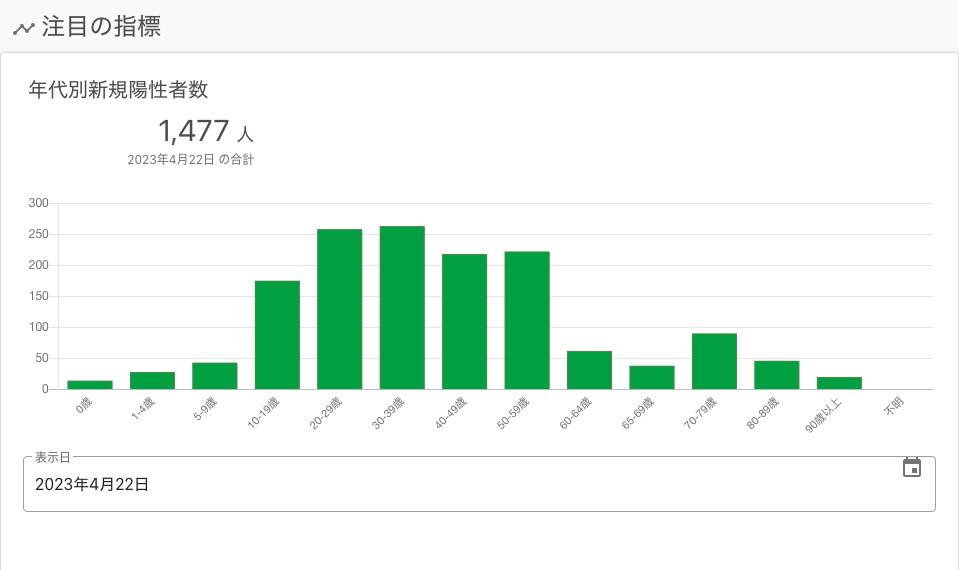 注目の指標
年代別新規陽性者数
1,477 人
2023年4月22日 の合計
300
250
200
150
100
50
0
0歳
1-4歳
5-9歳
10-19歳
20-29歳
30-39歳
40-49歳
50-59歳
60-64歳
65-69歳
70-79歳
80-89歳
90歳以上
不明
表示日
2023年4月22日